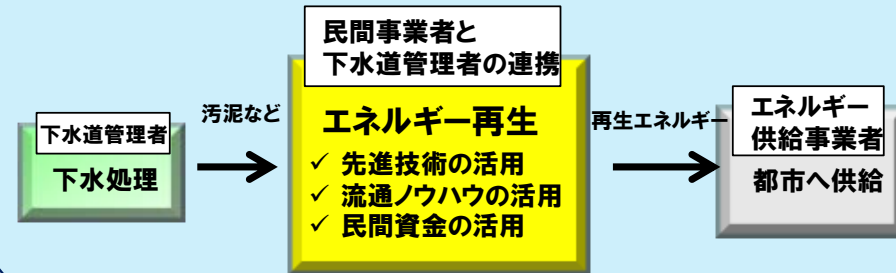 民間事業者と
下水道管理者の連携
下水道管理者
下水処理
汚泥など
エネルギー再生
✓ 先進技術の活用
✓ 流通ノウハウの活用
✓ 民間資金の活用
再生エネルギー
エネルギー
供給事業者
都市へ供給